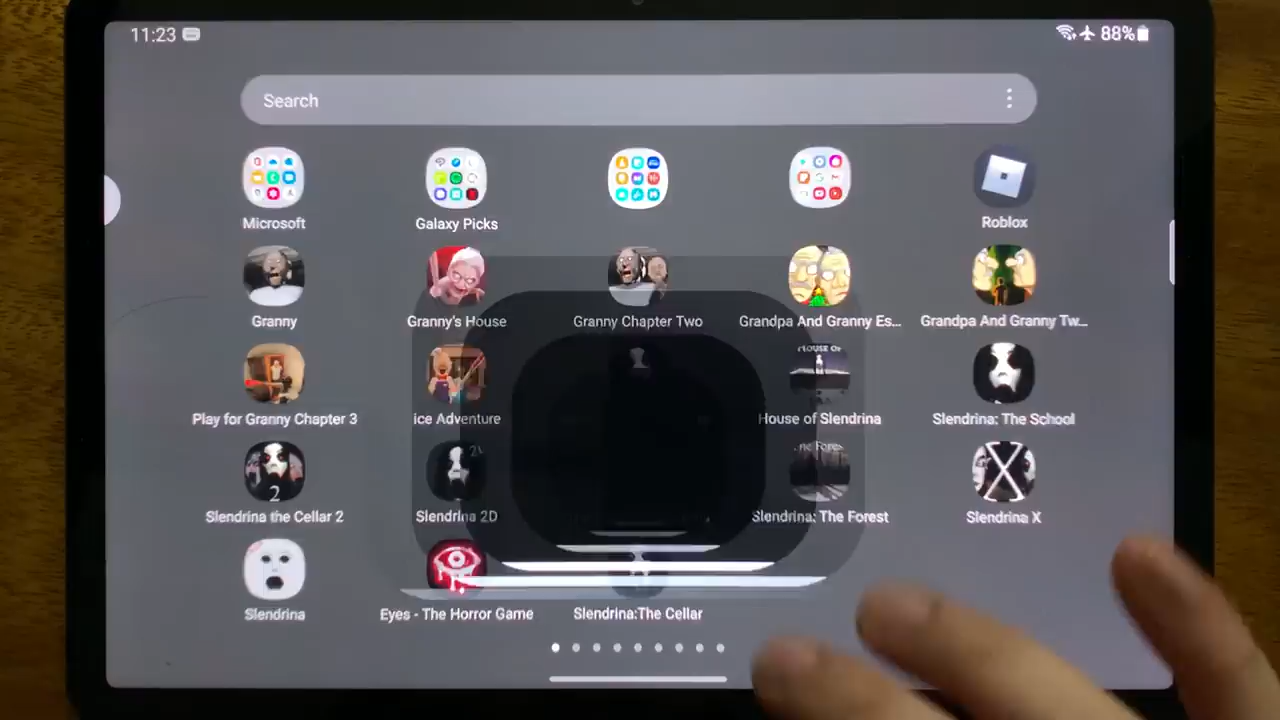 11:23
88%
Search
Microsoft
Galaxy Picks
Roblox
Granny
Granny's House
Granny Chapter Two
Grandpa And Granny Es...
Grandpa And Granny Tw...
Play for Granny Chapter 3
ice Adventure
House of Slendrina
Slendrina: The School
2
Slendrina the Cellar 2
Slendrina 2D
Slendrina: The Forest
Slendrina X
Slendrina
Eyes - The Horror Game
Slendrina:The Cellar